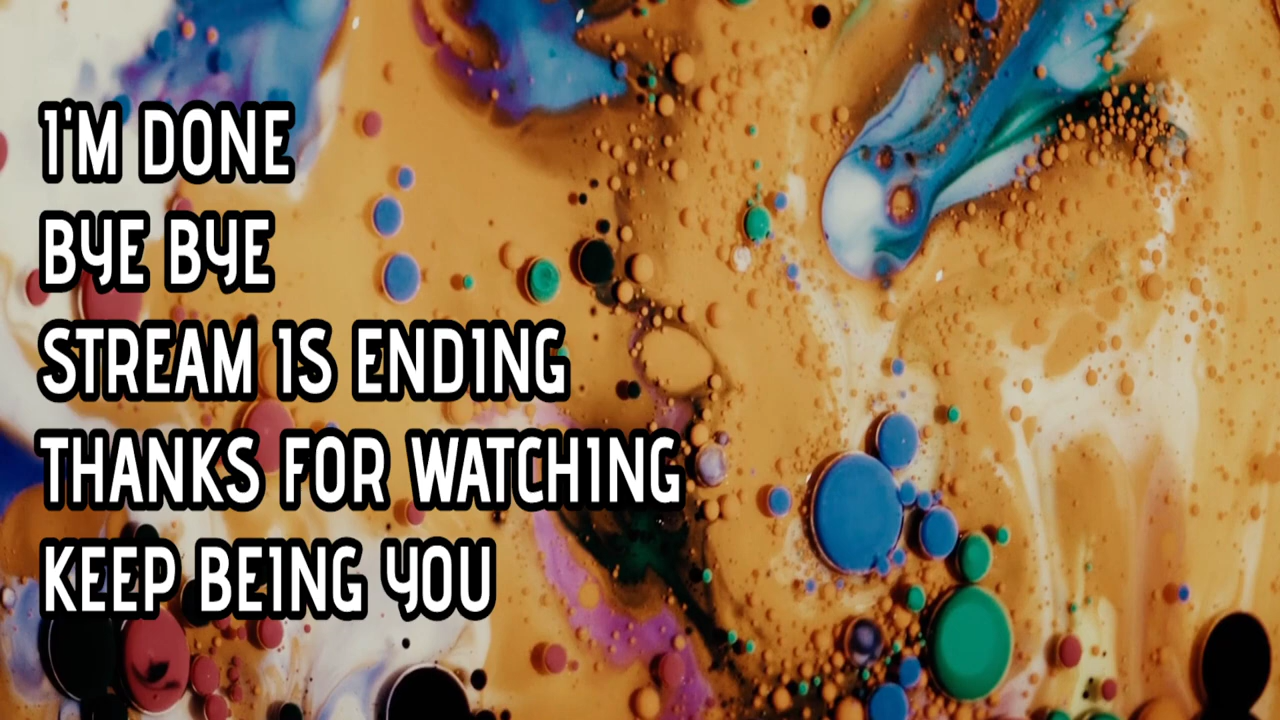 I'M DONE
BYE BYE
STREAM IS ENDING
THANKS FOR WATCHING
KEEP BEING YOU